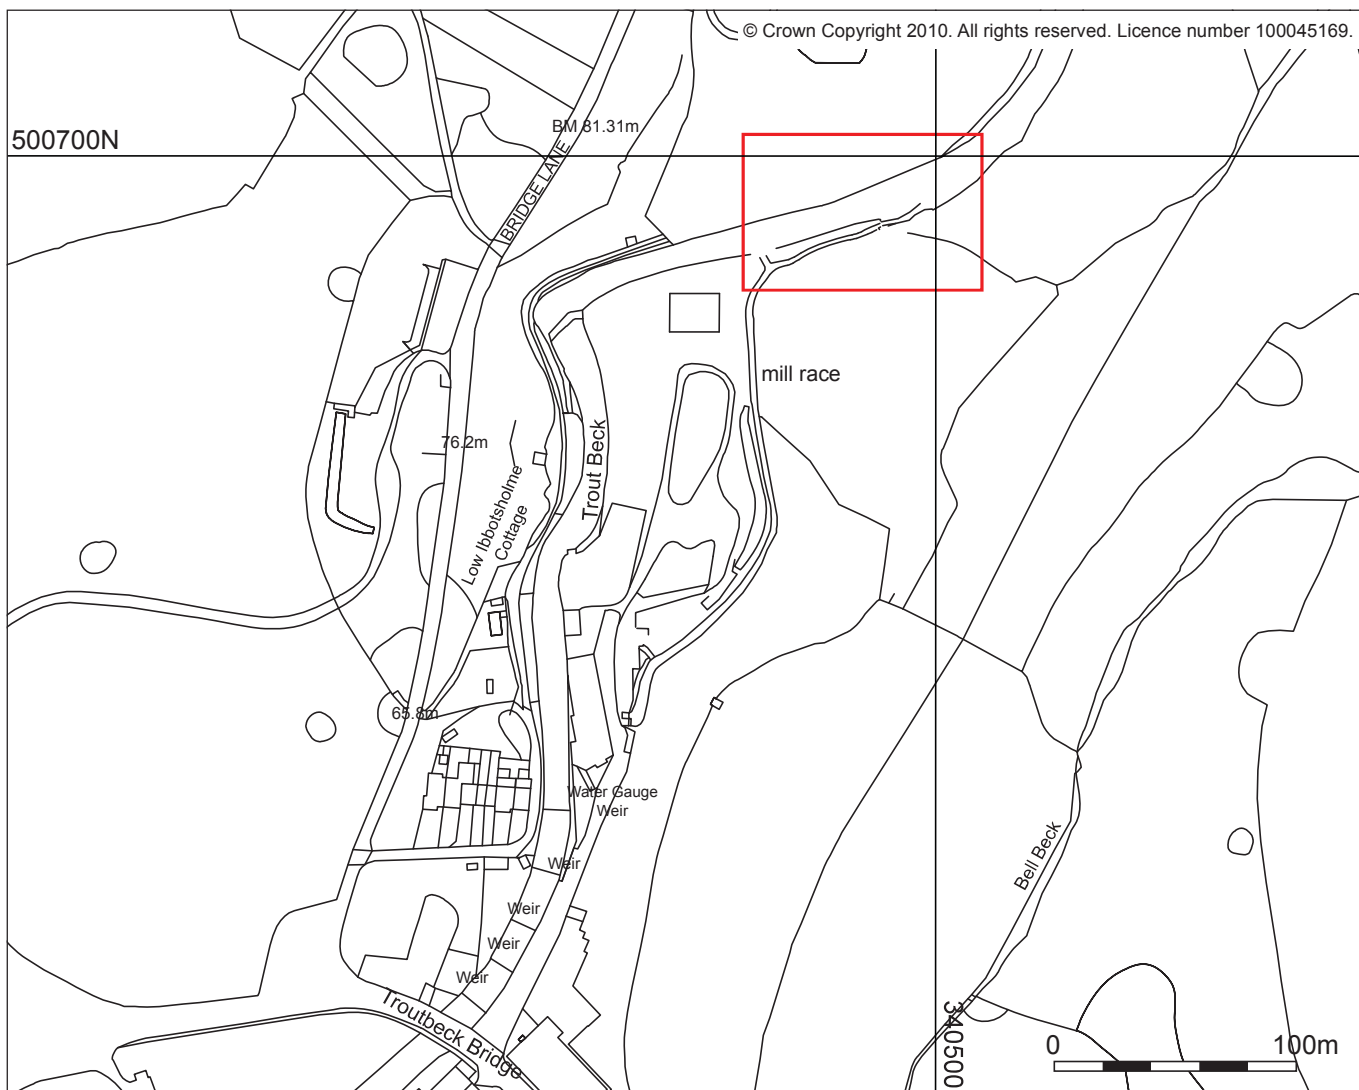 © Crown Copyright 2010. All rights reserved. Licence number 100045169.
BM 81.31m
500700N
BRIDGE LANE
mill race
76.2m
Trout Beck
Low Ibbotsholme
Cottage
65.8m
Water Gauge
Weir
Weir
Bell Beck
Weir
Weir
Weir
Troutbeck Bridge
340500
0
100m